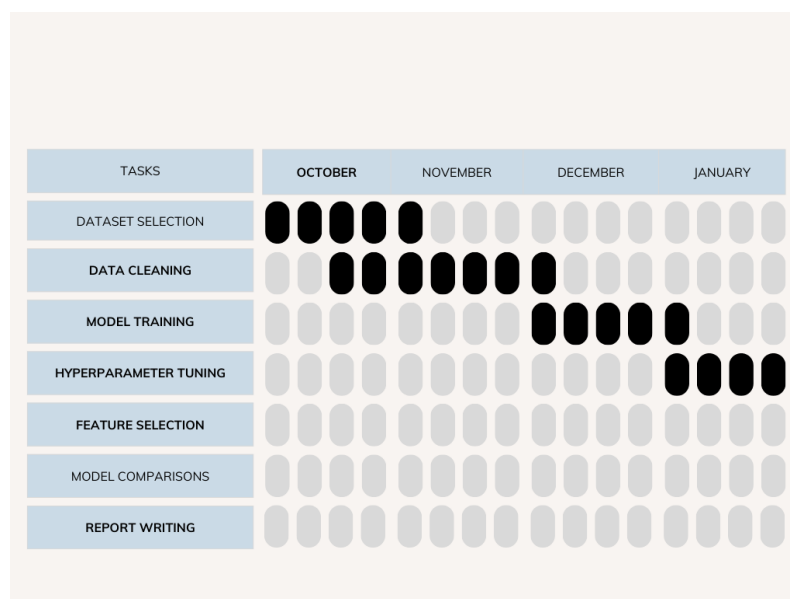 TASKS
OCTOBER
NOVEMBER
DECEMBER
JANUARY
DATASET SELECTION
DATA CLEANING
MODEL TRAINING
HYPERPARAMETER TUNING
FEATURE SELECTION
MODEL COMPARISONS
REPORT WRITING